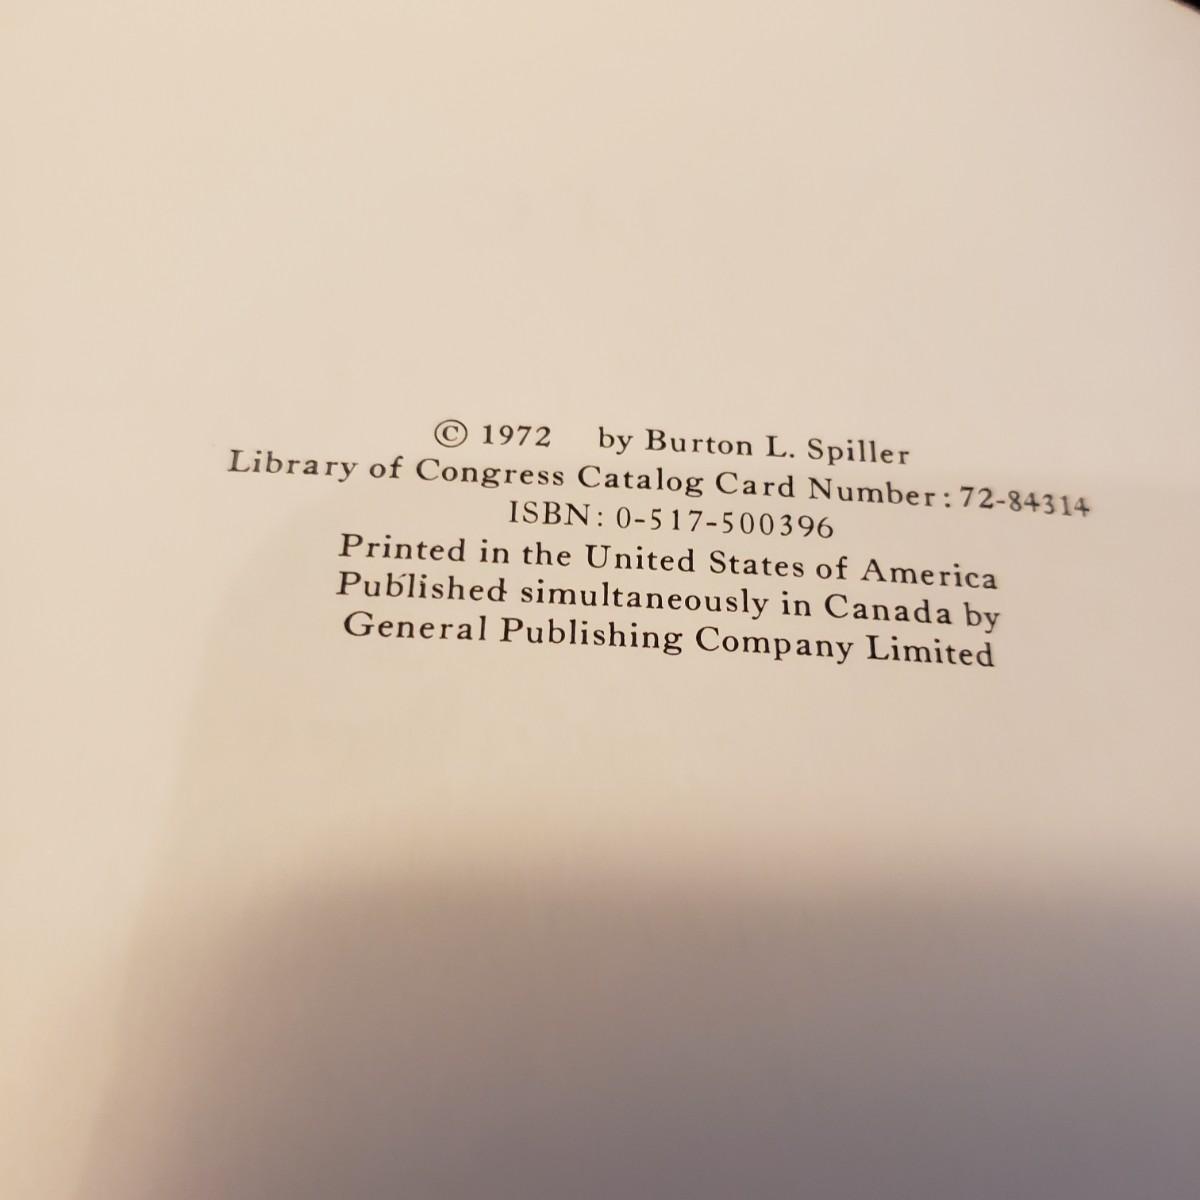 © 1972 by Burton L. Spiller
Library of Congress Catalog Card Number: 72-84314
ISBN: 0-517-500396
Printed in the United States of America
Published simultaneously in Canada by
General Publishing Company Limited